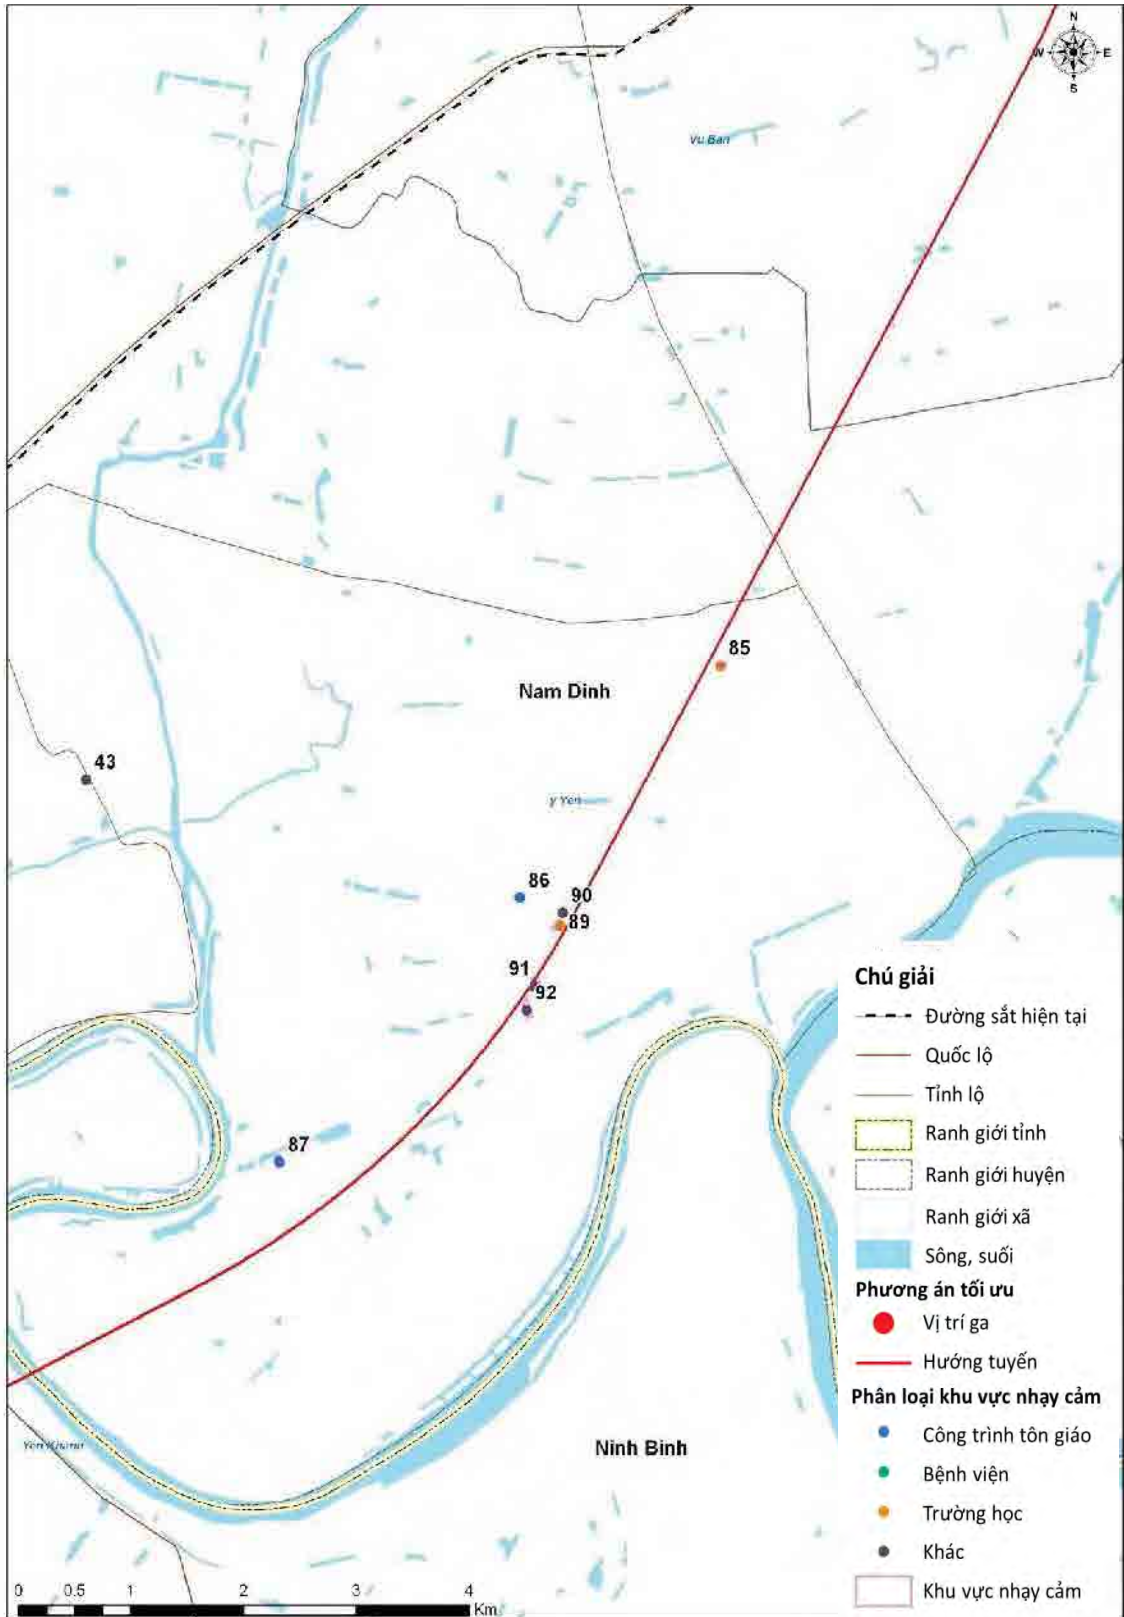 N
W E
S
Vu Ban
85
Nam Dinh
43
Y Yen
86
90
89
91
92
87
Ninh Binh
Chú giải
Đường sắt hiện tại
Quốc lộ
Tỉnh lộ
Ranh giới tỉnh
Ranh giới huyện
Ranh giới xã
Sông, suối
Phương án tối ưu
Vị trí ga
Hướng tuyến
Phân loại khu vực nhạy cảm
Công trình tôn giáo
Bệnh viện
Trường học
Khác
Khu vực nhạy cảm
0 0.5 1 2 3 4
Km